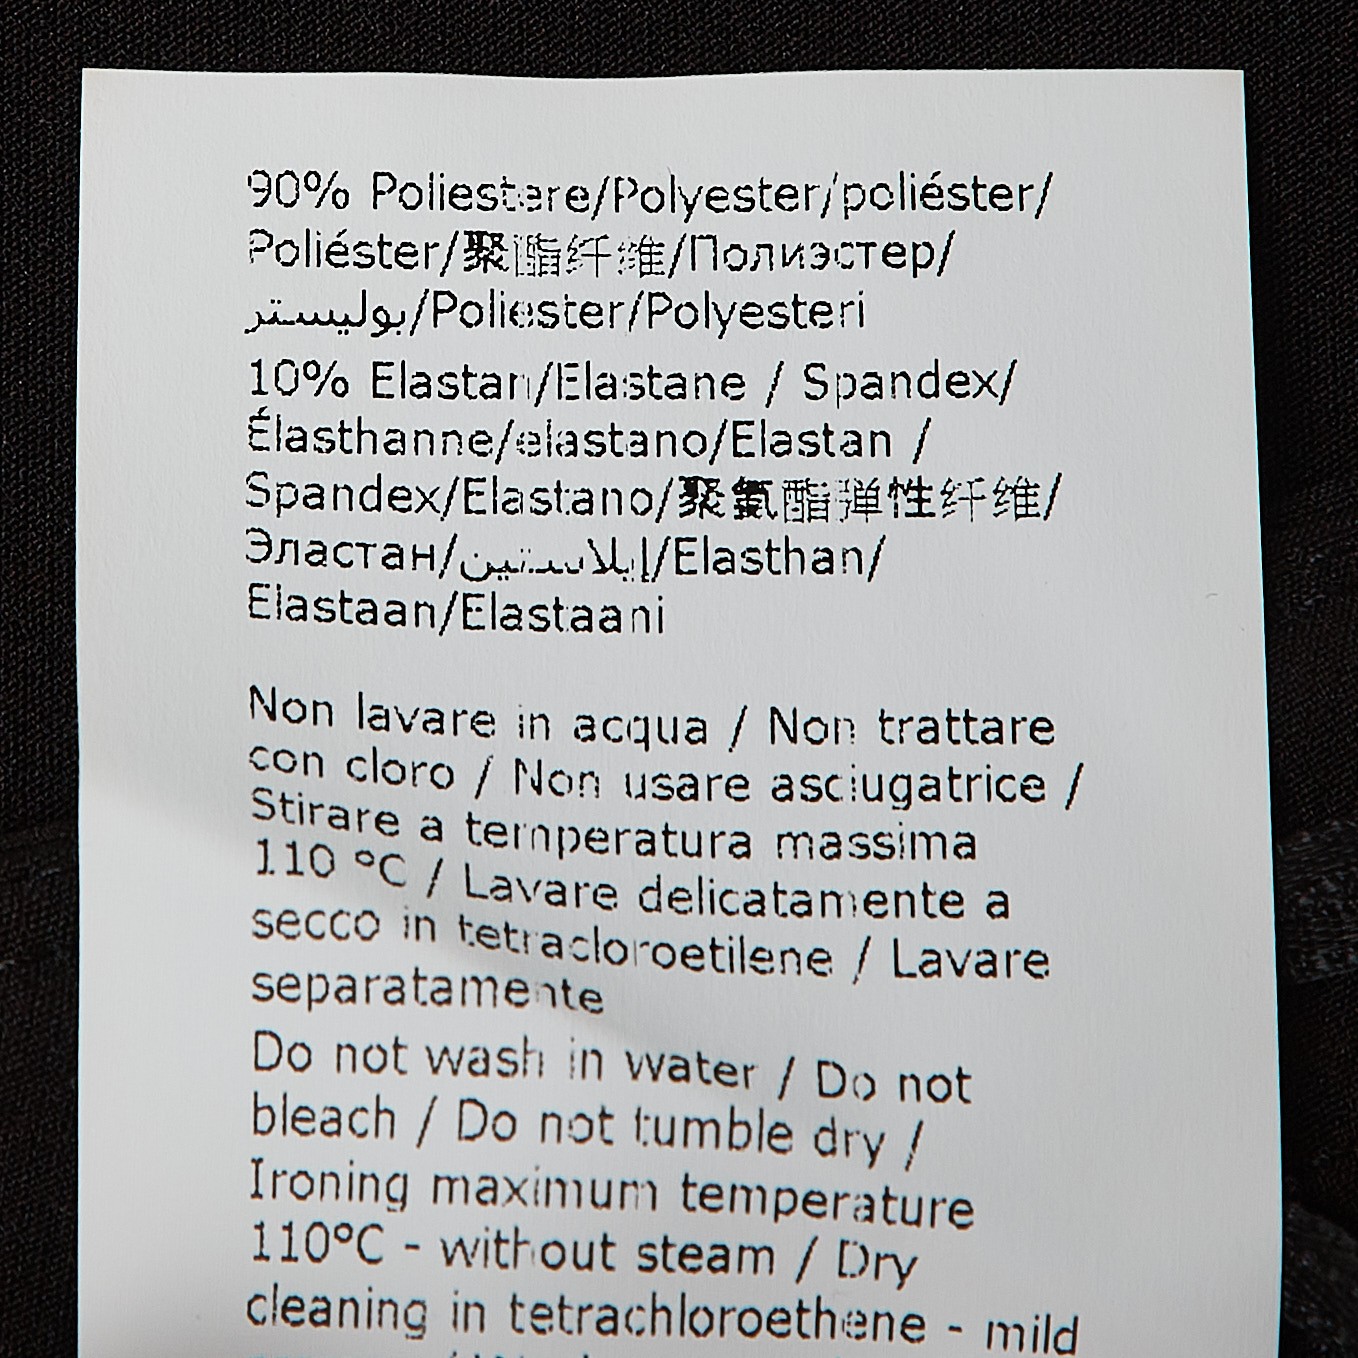 90% Poliestere/Polyester/poliéster/
Poliéster/聚酯纤维/Полиэстер/
بوليستر/Poliester/Polyesteri
10% Elastan/Elastane / Spandex/
Élasthanne/elastano/Elastan /
Spandex/Elastano/聚氨酯弹性纤维/
Эластан/إيلاستين/Elasthan/
Elastaan/Elastaani
Non lavare in acqua / Non trattare
con cloro / Non usare asciugatrice /
Stirare a temperatura massima
110 °C / Lavare delicatamente a
secco in tetracloroetilene / Lavare
separatamente
Do not wash in water / Do not
bleach / Do not tumble dry /
Ironing maximum temperature
110°C - without steam / Dry
cleaning in tetrachloroethene - mild